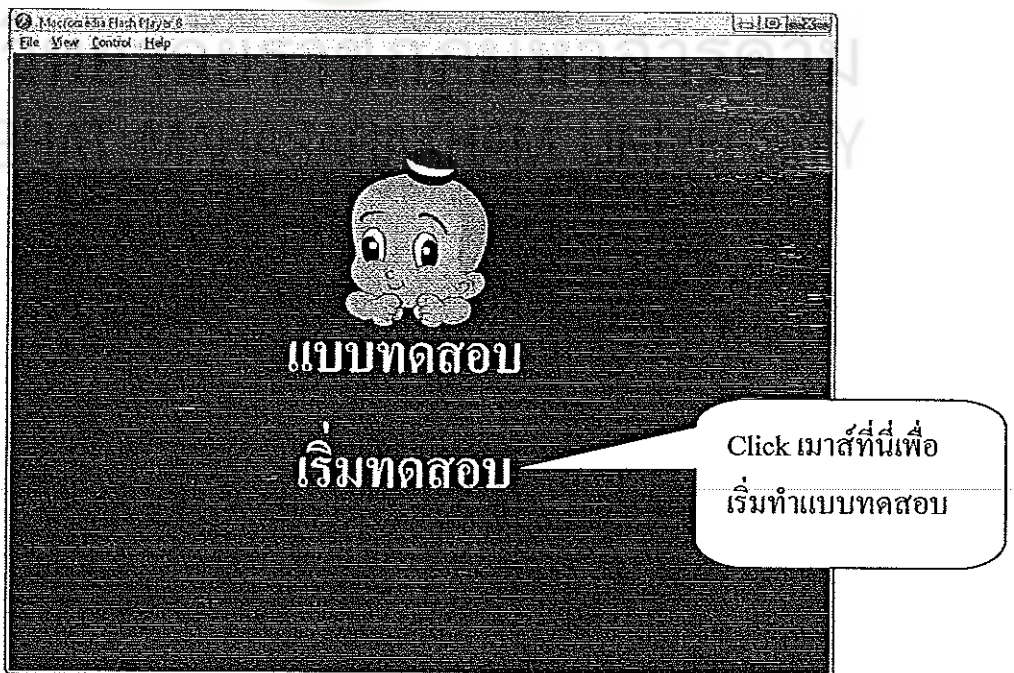 Macromedia Flash Player 8
File View Control Help
แบบทดสอบ
เริ่มทดสอบ
Click เมาส์ที่นี่เพื่อ
เริ่มทำแบบทดสอบ